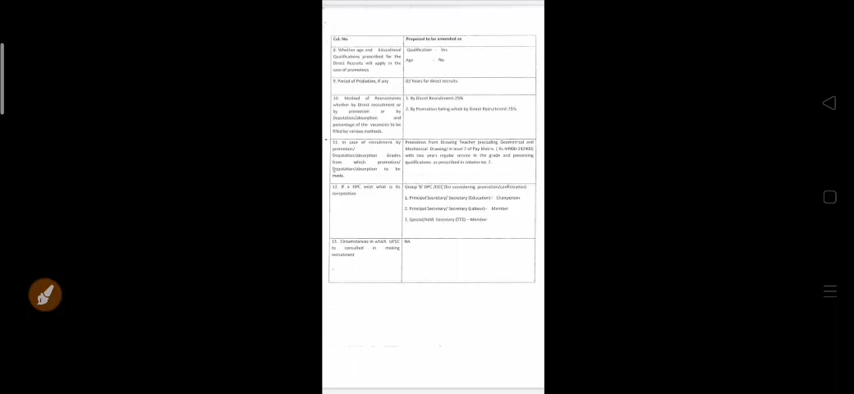 Col. No
Proposed to be amended as
8. Whether age and Educational
Qualifications prescribed for the
Direct Recruits will apply in the
case of promotions
Qualification - Yes
Age - No
9. Period of Probation, if any
02 Years for direct recruits
10. Method of Recruitment
whether by Direct recruitment or
by promotion or by
Deputation/absorption and
percentage of the vacancies to be
filled by various methods.
1. By Direct Recruitment-25%
2. By Promotion failing which by Direct Recruitment-75%
11. In case of recruitment by
promotion/
Deputation/absorption Grades
from which promotion/
Deputation/absorption to be
made.
Promotion from Drawing Teacher (excluding Geometrical and
Mechanical Drawing) in level 7 of Pay Matrix ( Rs 44900-142400)
with two years regular service in the grade and possessing
qualifications as prescribed in column no. 7.
12. If a DPC exist what is its
composition
Group 'B' DPC /DCC (for considering promotion/confirmation)
1. Principal Secretary/ Secretary (Education) - Chairperson
2. Principal Secretary/ Secretary (Labour) - Member
3. Special/Addl. Secretary (TTE) - Member
13. Circumstances in which UPSC
to consulted in making
recruitment
NA